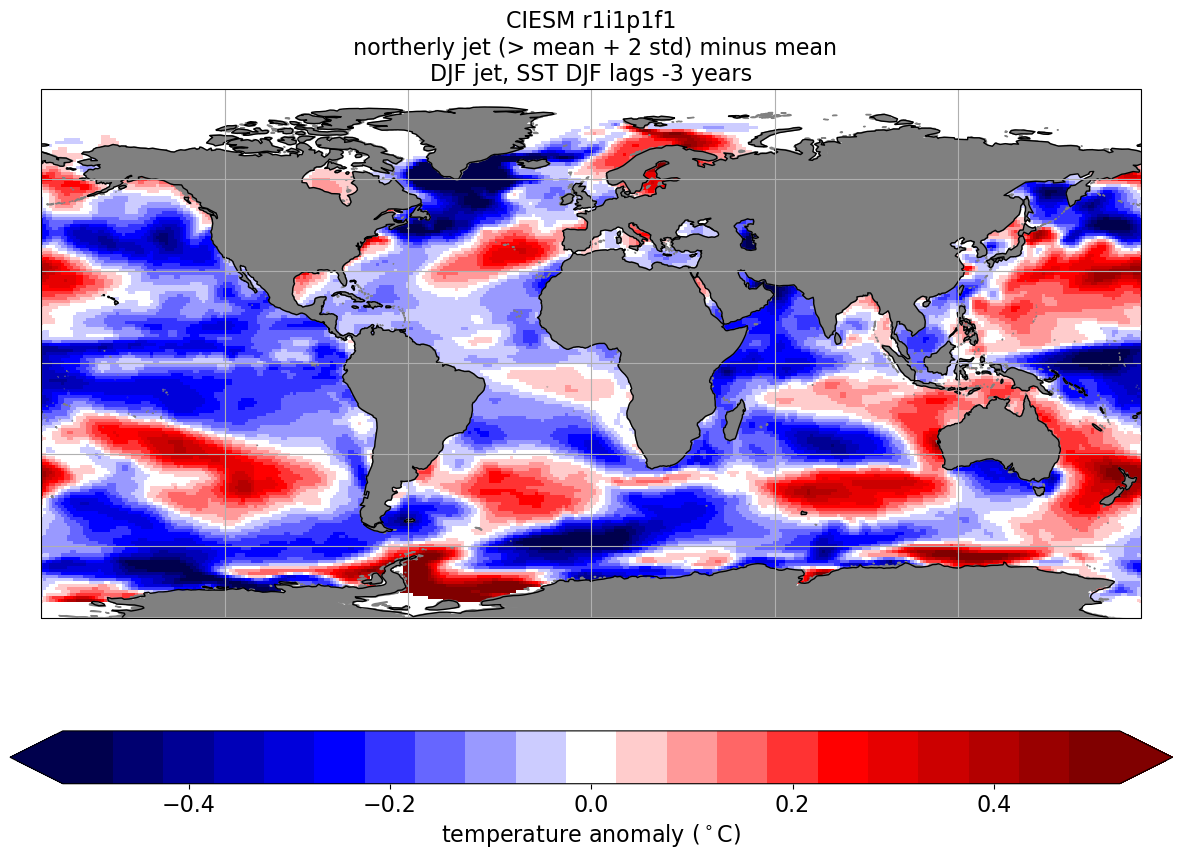 CIESM r1i1p1f1
northerly jet (> mean + 2 std) minus mean
DJF jet, SST DJF lags -3 years
−0.4 −0.2 0.0 0.2 0.4
temperature anomaly (°C)